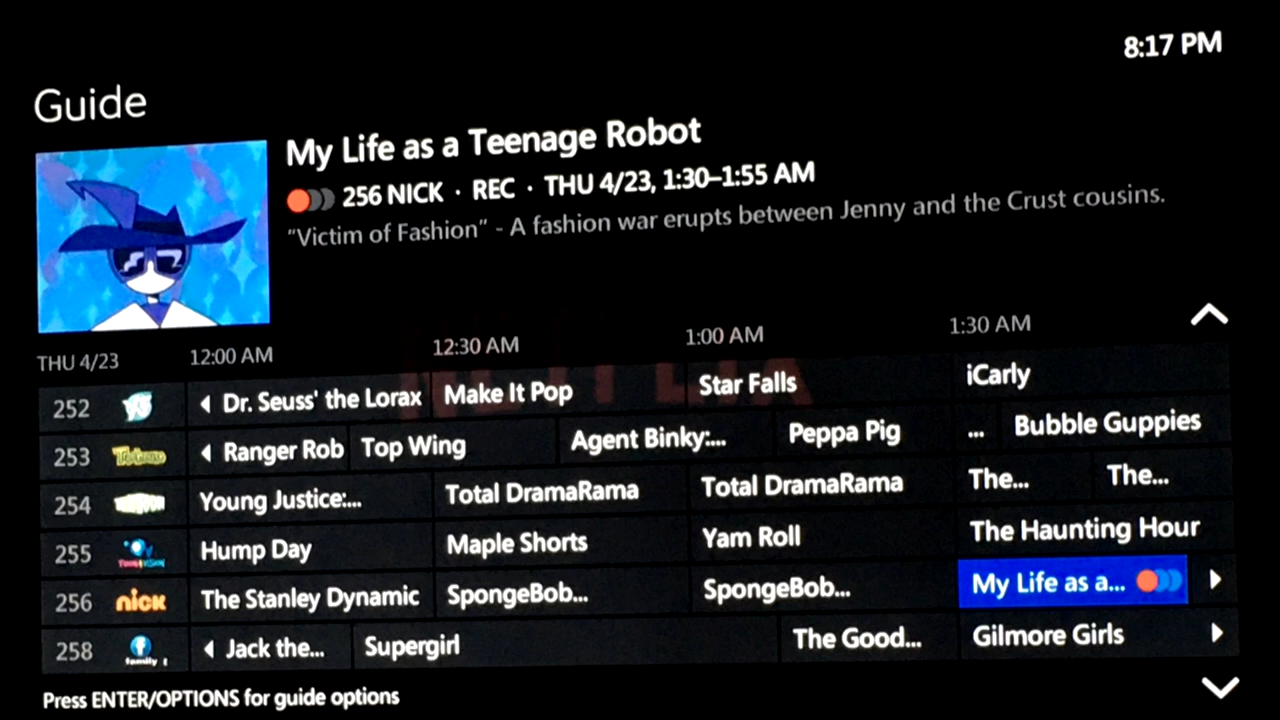 8:17 PM
Guide
My Life as a Teenage Robot
256 NICK · REC · THU 4/23, 1:30–1:55 AM
"Victim of Fashion" - A fashion war erupts between Jenny and the Crust cousins.
THU 4/23 12:00 AM 12:30 AM 1:00 AM 1:30 AM
252 Dr. Seuss' the Lorax Make It Pop Star Falls iCarly
253 Ranger Rob Top Wing Agent Binky:... Peppa Pig ... Bubble Guppies
254 Young Justice:... Total DramaRama Total DramaRama The... The...
255 Hump Day Maple Shorts Yam Roll The Haunting Hour
256 nick The Stanley Dynamic SpongeBob... SpongeBob... My Life as a...
258 family Jack the... Supergirl The Good... Gilmore Girls
Press ENTER/OPTIONS for guide options